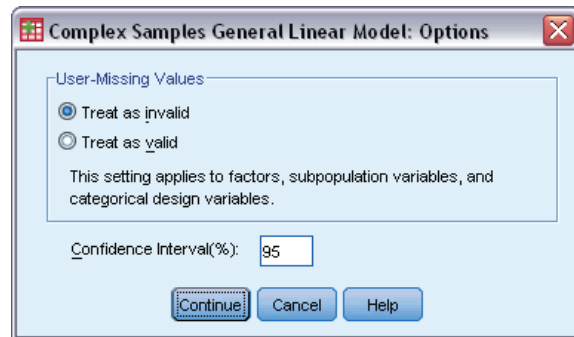 Complex Samples General Linear Model: Options
User-Missing Values
Treat as invalid
Treat as valid
This setting applies to factors, subpopulation variables, and
categorical design variables.
Confidence Interval(%): 95
Continue Cancel Help